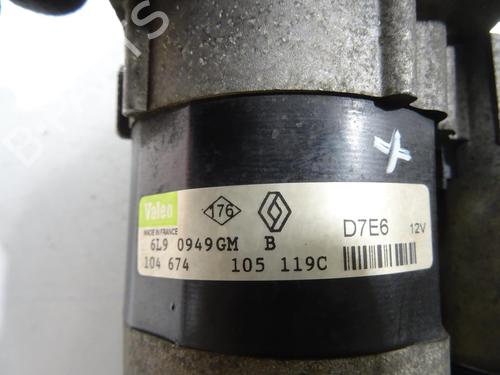 Valeo
MADE IN FRANCE
176
D7E6 12V
6L9 0949GM B
104 674 105 119C